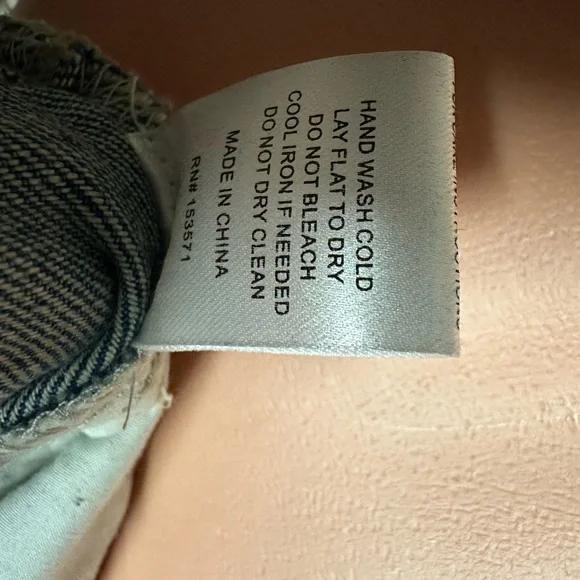 HAND WASH COLD
LAY FLAT TO DRY
DO NOT BLEACH
COOL IRON IF NEEDED
DO NOT DRY CLEAN
MADE IN CHINA
RN# 153571